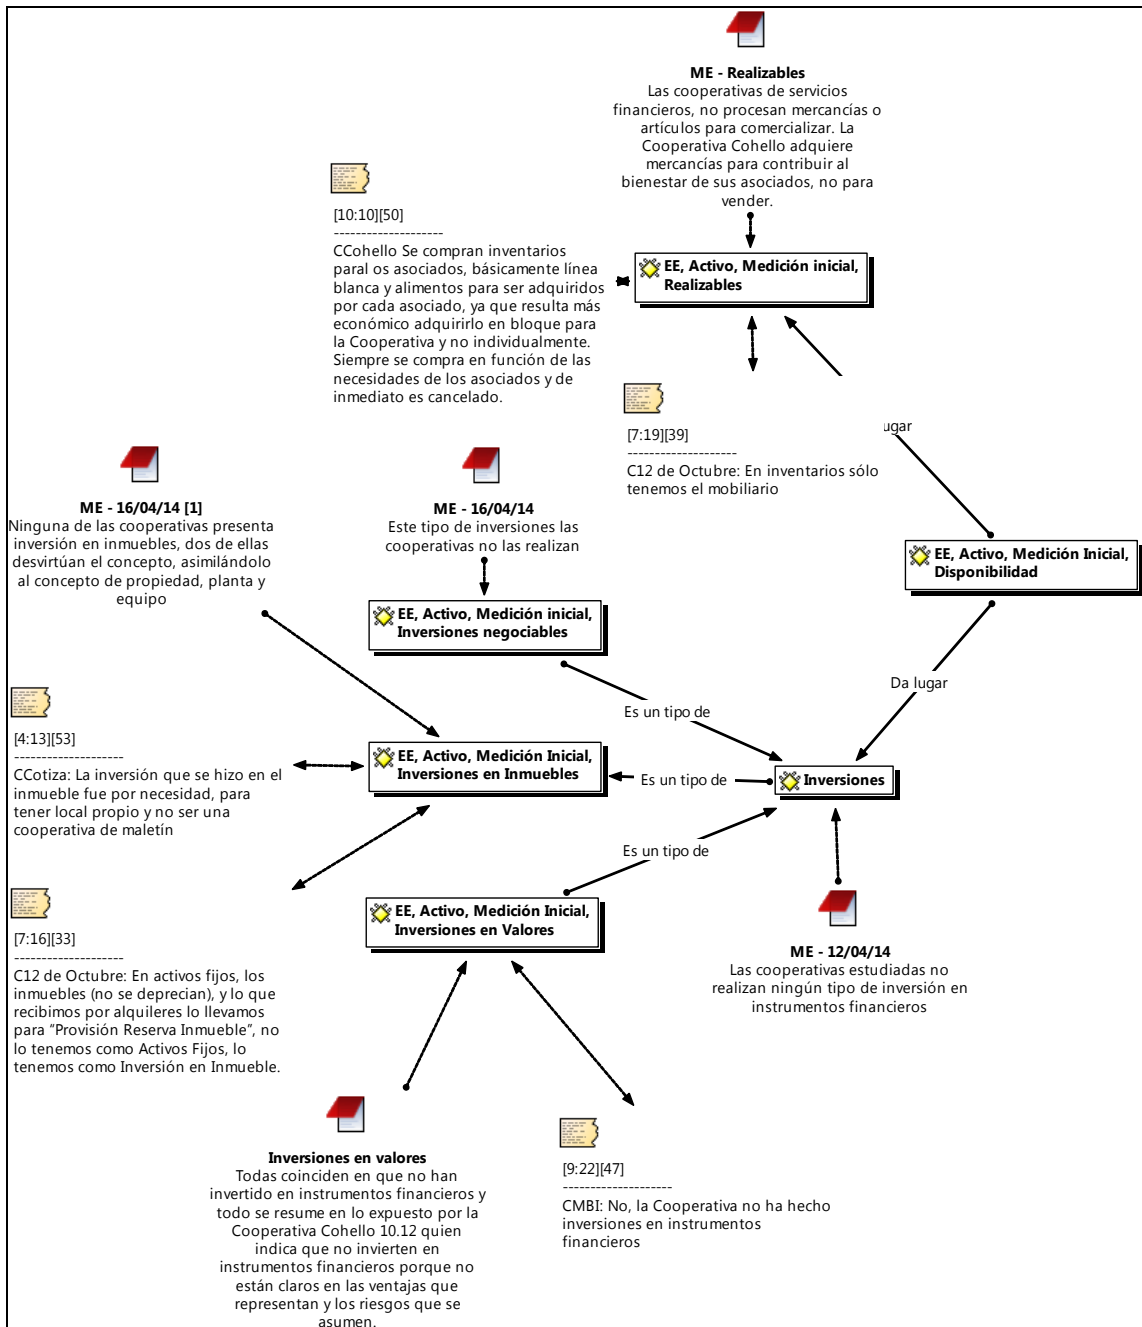 ME - Realizables
Las cooperativas de servicios
financieros, no procesan mercancías o
artículos para comercializar. La
Cooperativa Cohello adquiere
mercancías para contribuir al
bienestar de sus asociados, no para
vender.
[10:10][50]
--------------------
CCohello Se compran inventarios
paral os asociados, básicamente línea
blanca y alimentos para ser adquiridos
por cada asociado, ya que resulta más
económico adquirirlo en bloque para
la Cooperativa y no individualmente.
Siempre se compra en función de las
necesidades de los asociados y de
inmediato es cancelado.
EE, Activo, Medición inicial,
Realizables
[7:19][39]
--------------------
C12 de Octubre: En inventarios sólo
tenemos el mobiliario
ugar
ME - 16/04/14 [1]
Ninguna de las cooperativas presenta
inversión en inmuebles, dos de ellas
desvirtúan el concepto, asimilándolo
al concepto de propiedad, planta y
equipo
ME - 16/04/14
Este tipo de inversiones las
cooperativas no las realizan
EE, Activo, Medición Inicial,
Disponibilidad
EE, Activo, Medición inicial,
Inversiones negociables
Da lugar
Es un tipo de
[4:13][53]
--------------------
CCotiza: La inversión que se hizo en el
inmueble fue por necesidad, para
tener local propio y no ser una
cooperativa de maletín
EE, Activo, Medición Inicial,
Inversiones en Inmuebles
Es un tipo de
Inversiones
Es un tipo de
[7:16][33]
--------------------
C12 de Octubre: En activos fijos, los
inmuebles (no se deprecian), y lo que
recibimos por alquileres lo llevamos
para “Provisión Reserva Inmueble”, no
lo tenemos como Activos Fijos, lo
tenemos como Inversión en Inmueble.
EE, Activo, Medición Inicial,
Inversiones en Valores
ME - 12/04/14
Las cooperativas estudiadas no
realizan ningún tipo de inversión en
instrumentos financieros
Inversiones en valores
Todas coinciden en que no han
invertido en instrumentos financieros y
todo se resume en lo expuesto por la
Cooperativa Cohello 10.12 quien
indica que no invierten en
instrumentos financieros porque no
están claros en las ventajas que
representan y los riesgos que se
asumen.
[9:22][47]
--------------------
CMBI: No, la Cooperativa no ha hecho
inversiones en instrumentos
financieros